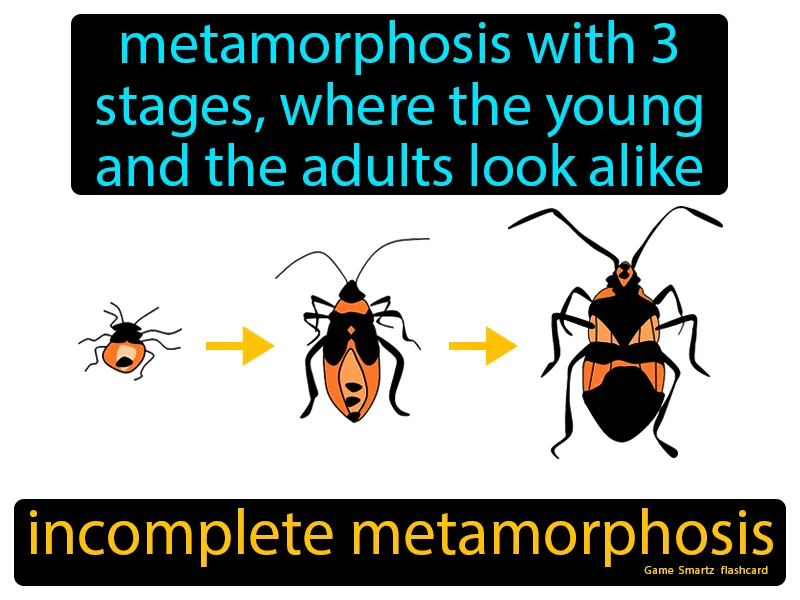 metamorphosis with 3
stages, where the young
and the adults look alike
incomplete metamorphosis
Game Smartz flashcard